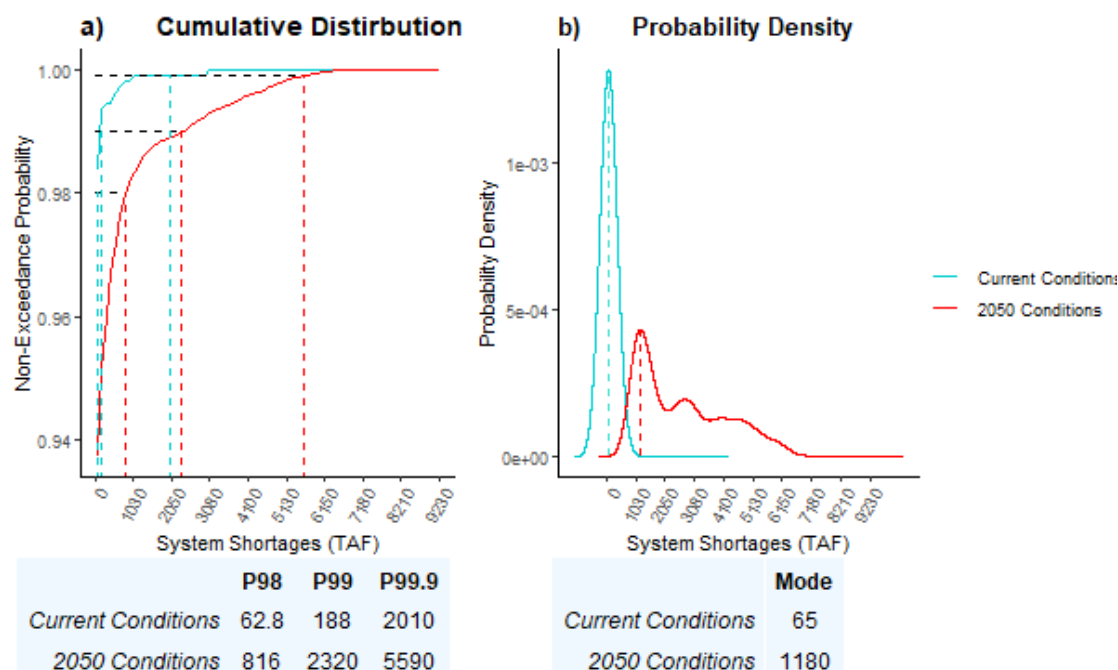 a) Cumulative Distirbution
Non-Exceedance Probability
1.00
0.98
0.96
0.94
0 1030 2050 3080 4100 5130 6150 7180 8210 9230
System Shortages (TAF)
P98 P99 P99.9
Current Conditions 62.8 188 2010
2050 Conditions 816 2320 5590
b) Probability Density
Probability Density
1e-03
5e-04
0e+00
0 1030 2050 3080 4100 5130 6150 7180 8210 9230
System Shortages (TAF)
Current Conditions
2050 Conditions
Mode
Current Conditions 65
2050 Conditions 1180